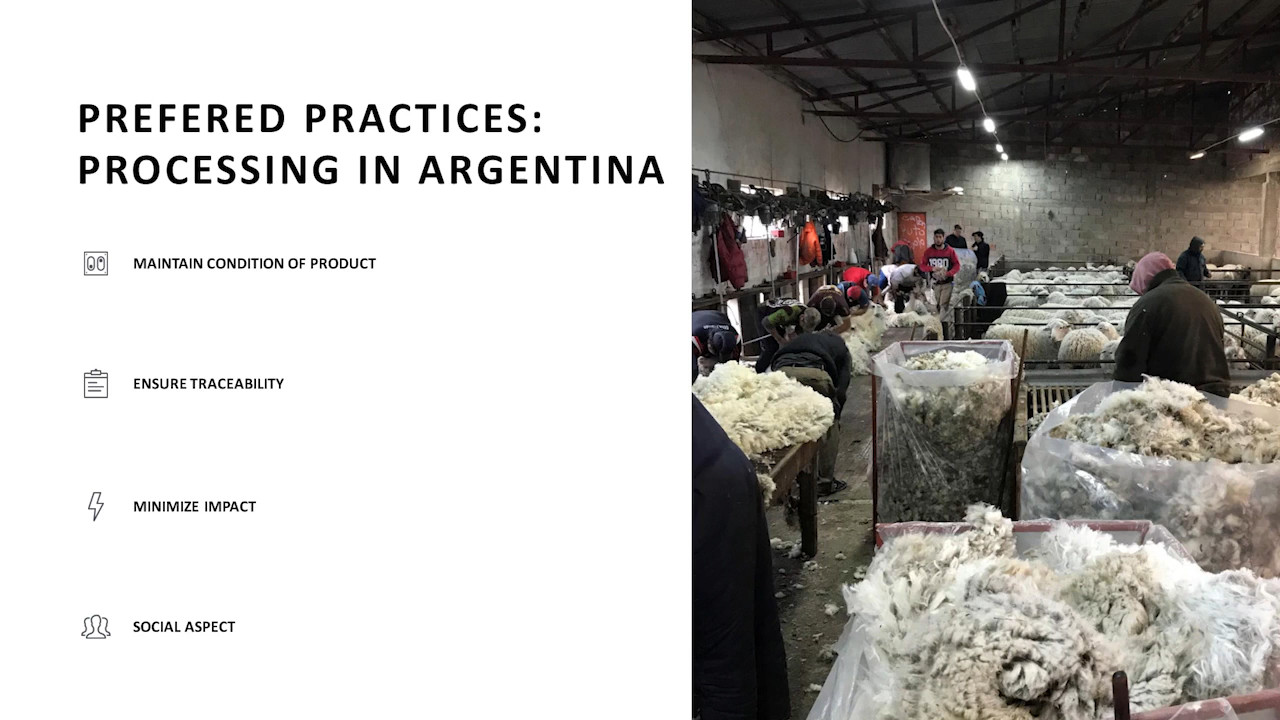 PREFERED PRACTICES:
PROCESSING IN ARGENTINA
MAINTAIN CONDITION OF PRODUCT
ENSURE TRACEABILITY
MINIMIZE IMPACT
SOCIAL ASPECT